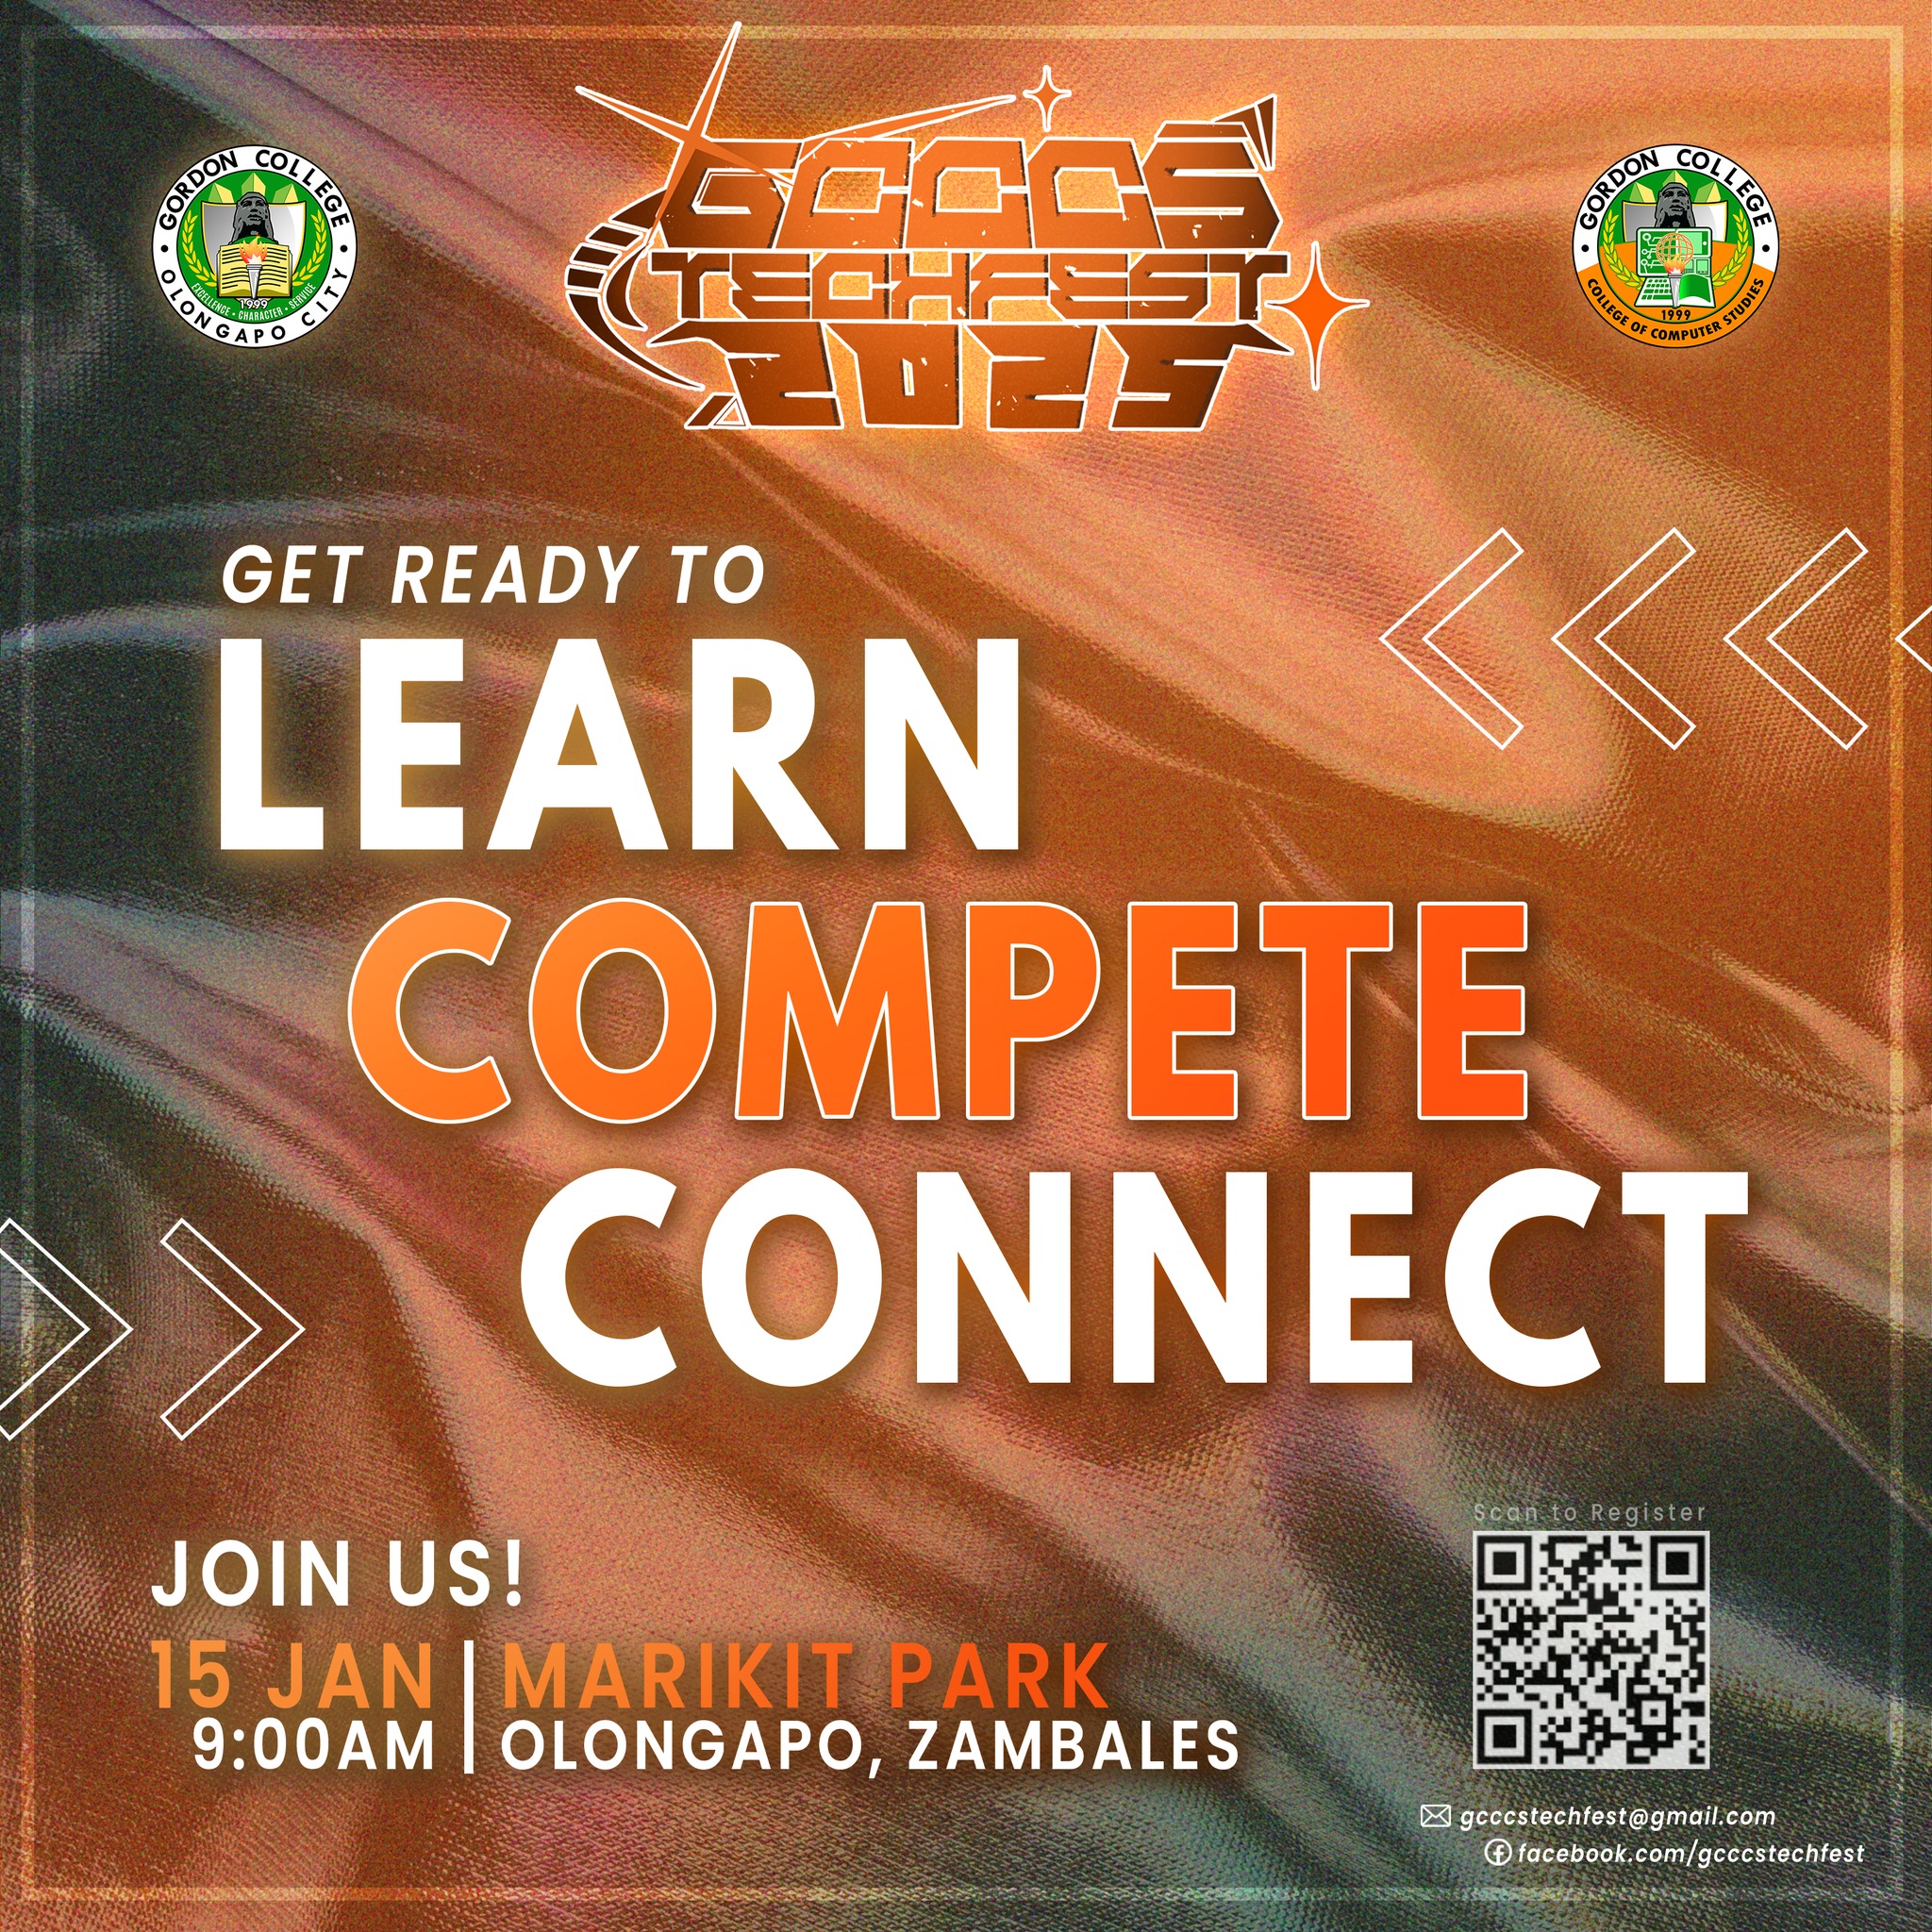 GORDON COLLEGE
OLONGAPO CITY
EXCELLENCE • CHARACTER • SERVICE
1999
GCCCS
TECHFEST
2025
GORDON COLLEGE
1999
COLLEGE OF COMPUTER STUDIES
GET READY TO
LEARN
COMPETE
CONNECT
JOIN US!
15 JAN
9:00AM
MARIKIT PARK
OLONGAPO, ZAMBALES
Scan to Register
gcccstechfest@gmail.com
facebook.com/gcccstechfest